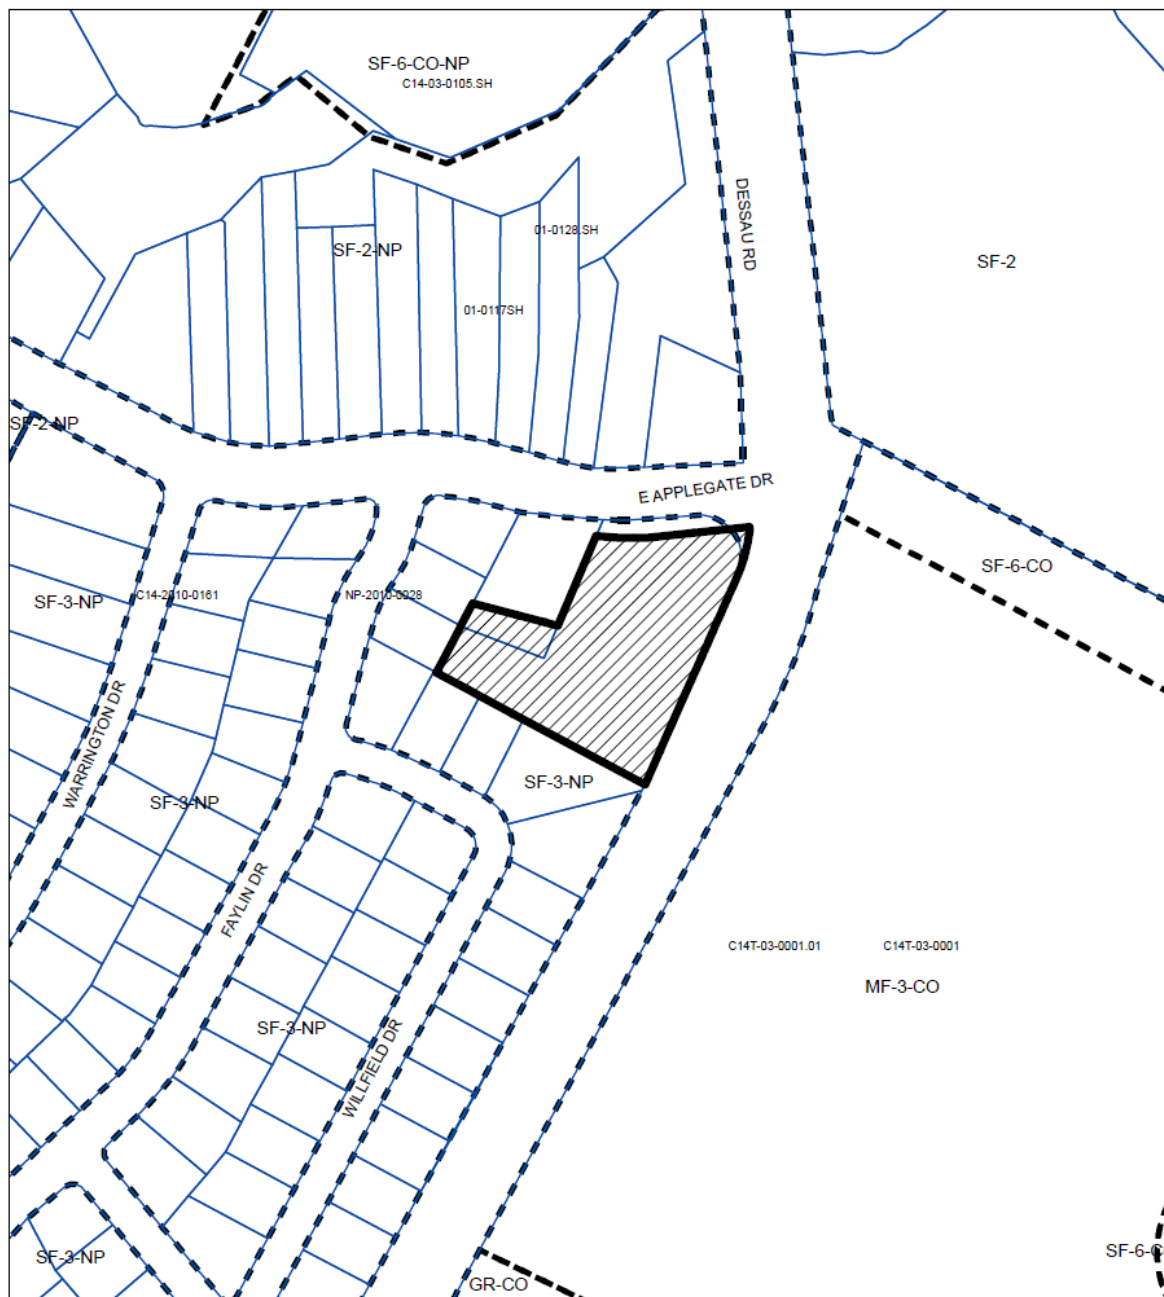 SF-6-CO-NP
C14-03-0105.SH
DESSAU RD
01-0128.SH
SF-2-NP
SF-2
01-0117SH
SF-2-NP
E APPLEGATE DR
SF-6-CO
C14-2010-0161
NP-2010-0028
SF-3-NP
WARRINGTON DR
SF-3-NP
SF-3-NP
FAYLIN DR
C14T-03-0001.01
C14T-03-0001
MF-3-CO
SF-3-NP
WILLFIELD DR
SF-3-NP
SF-6-C
GR-CO